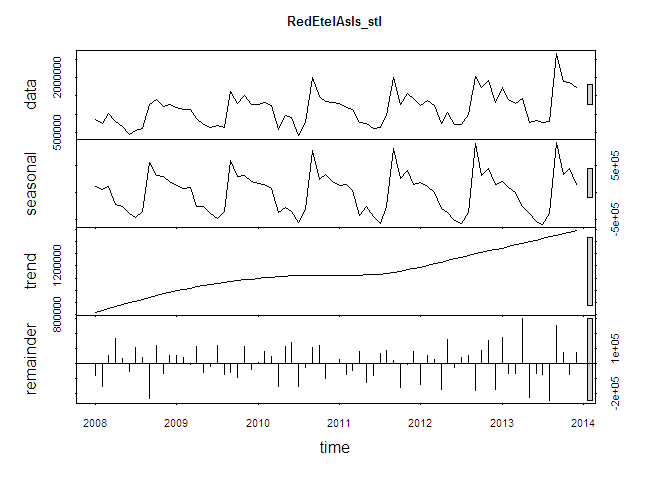 RedEtelAsIs_stl
data
500000 2000000
seasonal
-5e+05 5e+05
trend
800000 1200000
remainder
-2e+05 1e+05
2008 2009 2010 2011 2012 2013 2014
time